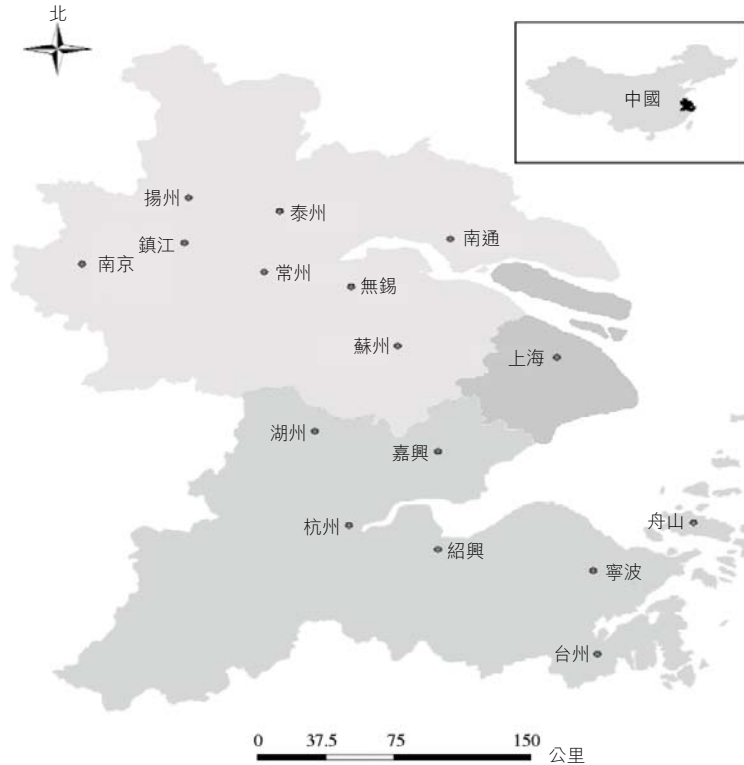 北
中國
揚州
泰州
鎮江
南通
南京
常州
無錫
蘇州
上海
湖州
嘉興
杭州
紹興
舟山
寧波
台州
0 37.5 75 150 公里